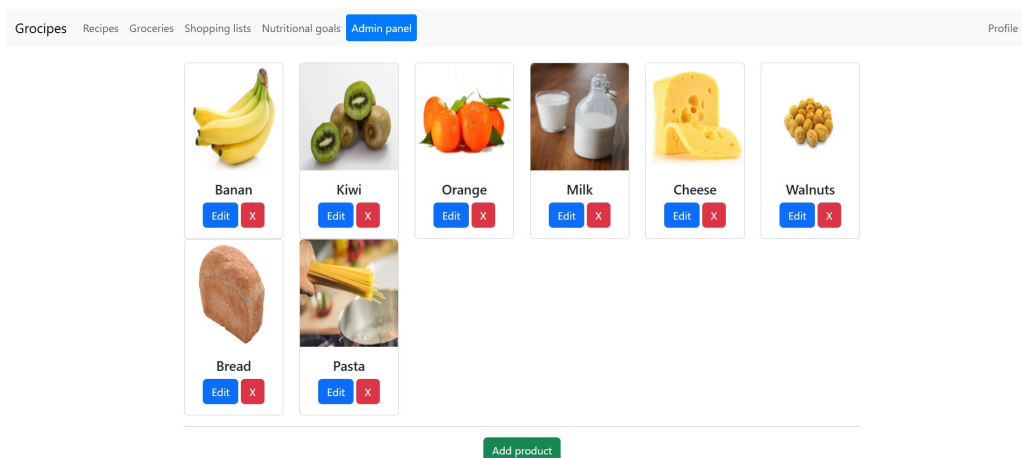 Grocipes Recipes Groceries Shopping lists Nutritional goals Admin panel Profile
Banan Kiwi Orange Milk Cheese Walnuts
Edit X Edit X Edit X Edit X Edit X Edit X
Bread Pasta
Edit X Edit X
Add product